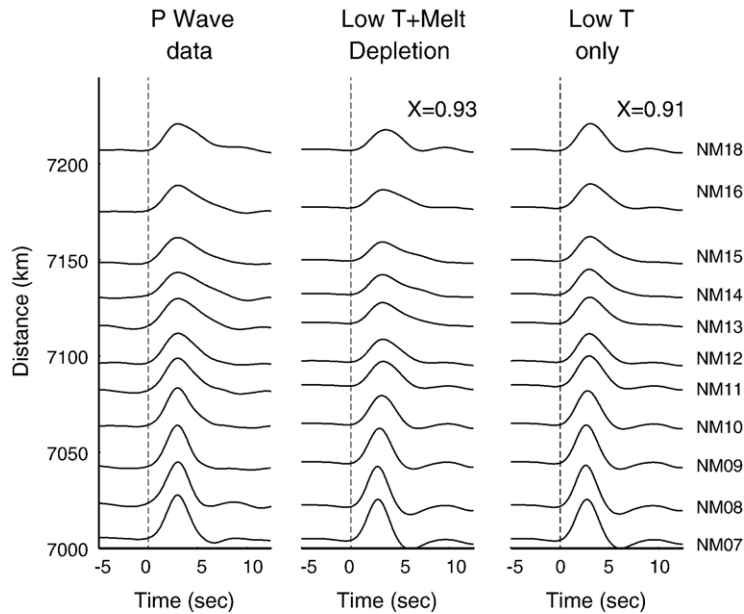 P Wave
data
Low T+Melt
Depletion
Low T
only
X=0.93
X=0.91
Distance (km)
7200
7150
7100
7050
7000
NM18
NM16
NM15
NM14
NM13
NM12
NM11
NM10
NM09
NM08
NM07
-5 0 5 10
-5 0 5 10
-5 0 5 10
Time (sec)
Time (sec)
Time (sec)